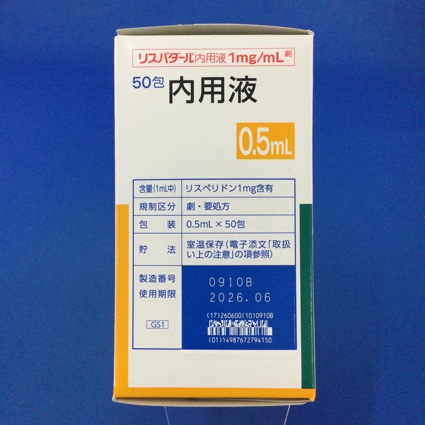 リスパダール内用液1mg/mL 劇
50包 内用液
0.5mL
含量(1mL中) リスペリドン1mg含有
規制区分 劇・要処方
包装 0.5mL×50包
貯法 室温保存(電子添文「取扱
い上の注意」の項参照)
製造番号 0910B
使用期限 2026.06
(17)260600(10)0910B
GS1
(01)14987672794150